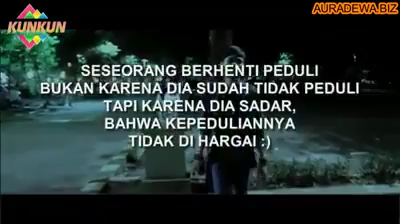 KUNKUN
AURADEWA.BIZ
SESEORANG BERHENTI PEDULI
BUKAN KARENA DIA SUDAH TIDAK PEDULI
TAPI KARENA DIA SADAR,
BAHWA KEPEDULIANNYA
TIDAK DI HARGAI :)